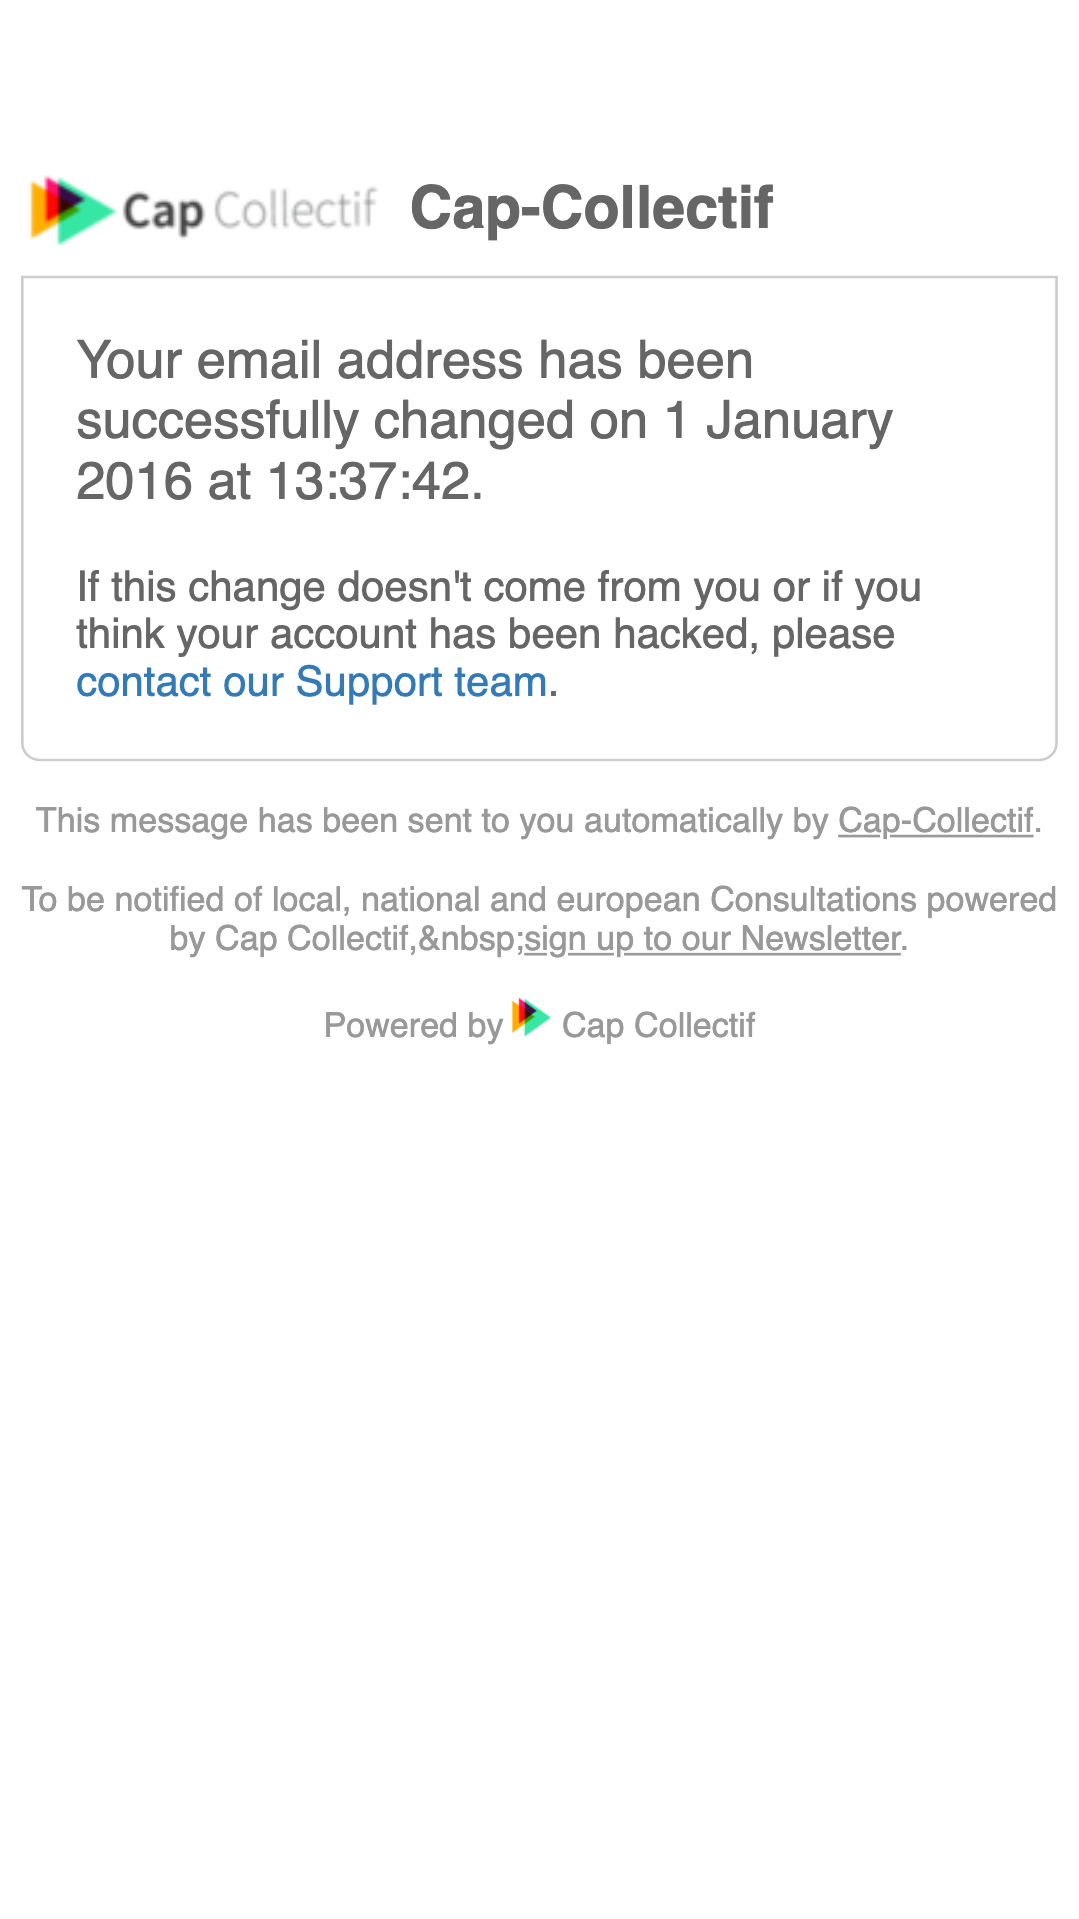 Cap Collectif Cap-Collectif
Your email address has been
successfully changed on 1 January
2016 at 13:37:42.
If this change doesn't come from you or if you
think your account has been hacked, please
contact our Support team.
This message has been sent to you automatically by Cap-Collectif.
To be notified of local, national and european Consultations powered
by Cap Collectif,&nbsp;sign up to our Newsletter.
Powered by Cap Collectif